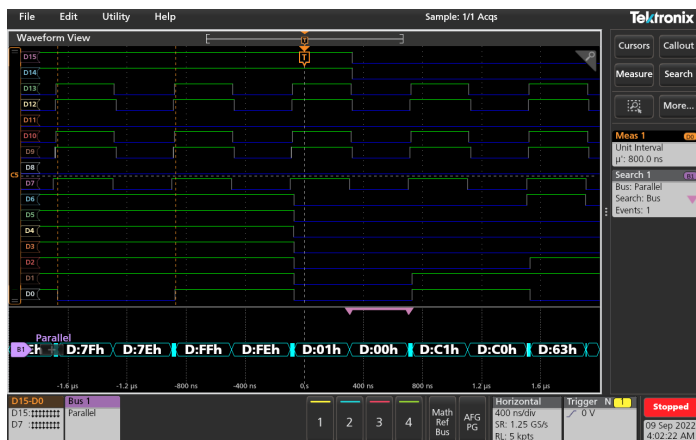 File Edit Utility Help Sample: 1/1 Acqs Tektronix
Waveform View
Cursors Callout
Measure Search
More...
Meas 1 D0
Unit Interval
µ': 800.0 ns
Search 1 B1
Bus: Parallel
Search: Bus
Events: 1
T
T
D15
D14
D13
D12
D11
D10
D9
D8
C5
D7
D6
D5
D4
D3
D2
D1
D0
Parallel
B1 Eh D:7Fh D:7Eh D:FFh D:FEh D:01h D:00h D:C1h D:C0h D:63h
-1.6 µs -1.2 µs -800 ns -400 ns 0 s 400 ns 800 ns 1.2 µs 1.6 µs
D15-D0
D15:
D7 :
Bus 1
Parallel
1 2 3 4
Math
Ref
Bus
AFG
PG
Horizontal
400 ns/div
SR: 1.25 GS/s
RL: 5 kpts
Trigger N 1
0 V
Stopped
09 Sep 2022
4:02:22 AM